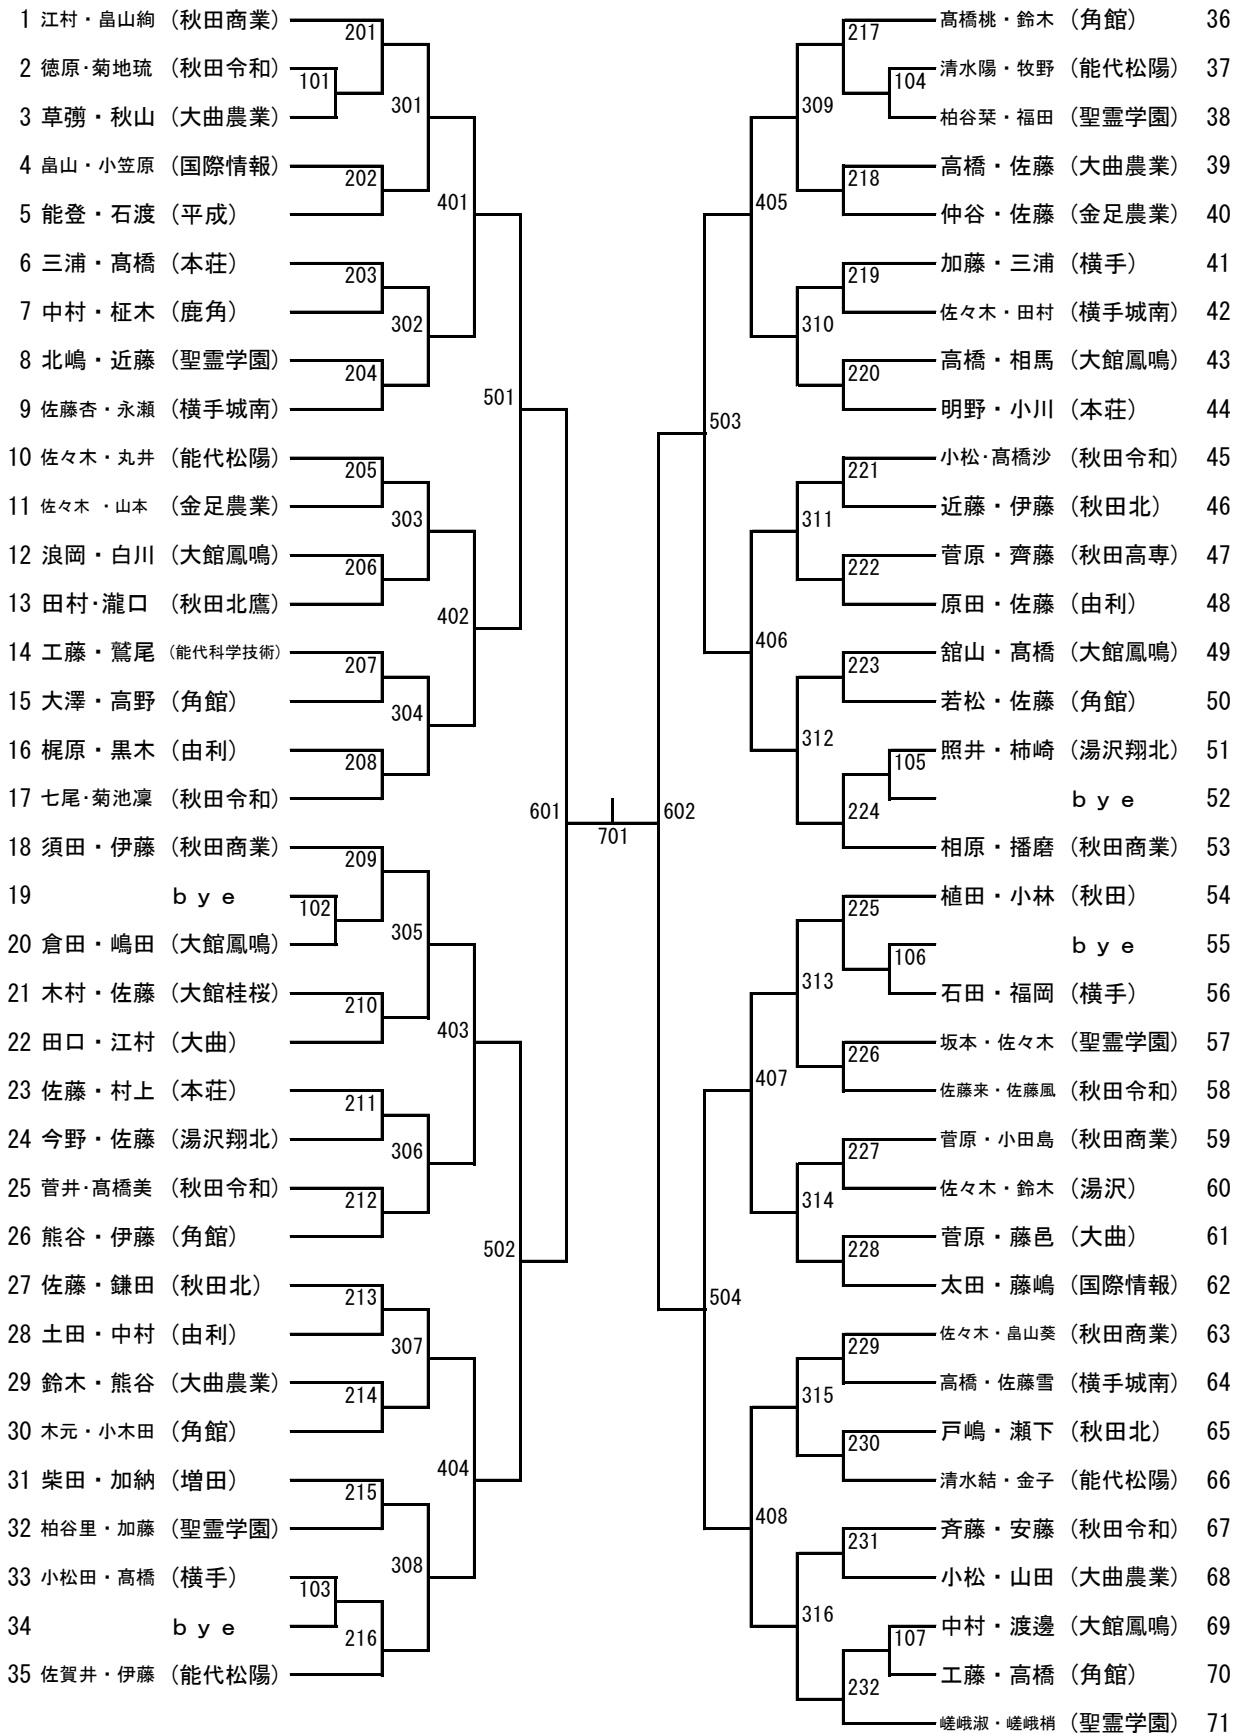 1 江村・畠山絢 (秋田商業)
201
2 徳原・菊地琉 (秋田令和)
101
301
3 草彅・秋山 (大曲農業)
4 畠山・小笠原 (国際情報)
202
401
5 能登・石渡 (平成)
6 三浦・髙橋 (本荘)
203
7 中村・柾木 (鹿角)
302
8 北嶋・近藤 (聖霊学園)
204
501
9 佐藤杏・永瀬 (横手城南)
10 佐々木・丸井 (能代松陽)
205
11 佐々木 ・山本 (金足農業)
303
12 浪岡・白川 (大館鳳鳴)
206
13 田村・瀧口 (秋田北鷹)
402
14 工藤・鷲尾 (能代科学技術)
207
15 大澤・高野 (角館)
304
16 梶原・黒木 (由利)
208
17 七尾・菊池凜 (秋田令和)
601
701
602
18 須田・伊藤 (秋田商業)
209
19 bye
102
305
20 倉田・嶋田 (大館鳳鳴)
21 木村・佐藤 (大館桂桜)
210
403
22 田口・江村 (大曲)
23 佐藤・村上 (本荘)
211
24 今野・佐藤 (湯沢翔北)
306
25 菅井・髙橋美 (秋田令和)
212
26 熊谷・伊藤 (角館)
502
27 佐藤・鎌田 (秋田北)
213
28 土田・中村 (由利)
307
29 鈴木・熊谷 (大曲農業)
214
30 木元・小木田 (角館)
404
31 柴田・加納 (増田)
215
32 柏谷里・加藤 (聖霊学園)
308
33 小松田・髙橋 (横手)
103
34 bye
216
35 佐賀井・伊藤 (能代松陽)
髙橋桃・鈴木 (角館) 36
217
清水陽・牧野 (能代松陽) 37
104
309
柏谷栞・福田 (聖霊学園) 38
高橋・佐藤 (大曲農業) 39
218
405
仲谷・佐藤 (金足農業) 40
加藤・三浦 (横手) 41
219
佐々木・田村 (横手城南) 42
310
高橋・相馬 (大館鳳鳴) 43
220
明野・小川 (本荘) 44
503
小松・髙橋沙 (秋田令和) 45
221
近藤・伊藤 (秋田北) 46
311
菅原・齊藤 (秋田高専) 47
222
原田・佐藤 (由利) 48
406
舘山・髙橋 (大館鳳鳴) 49
223
若松・佐藤 (角館) 50
312
照井・柿崎 (湯沢翔北) 51
105
bye 52
224
相原・播磨 (秋田商業) 53
植田・小林 (秋田) 54
225
bye 55
106
313
石田・福岡 (横手) 56
坂本・佐々木 (聖霊学園) 57
226
407
佐藤来・佐藤風 (秋田令和) 58
菅原・小田島 (秋田商業) 59
227
佐々木・鈴木 (湯沢) 60
314
菅原・藤邑 (大曲) 61
228
太田・藤嶋 (国際情報) 62
504
佐々木・畠山葵 (秋田商業) 63
229
高橋・佐藤雪 (横手城南) 64
315
戸嶋・瀬下 (秋田北) 65
230
清水結・金子 (能代松陽) 66
408
斉藤・安藤 (秋田令和) 67
231
小松・山田 (大曲農業) 68
316
中村・渡邊 (大館鳳鳴) 69
107
工藤・高橋 (角館) 70
232
嵯峨淑・嵯峨梢 (聖霊学園) 71